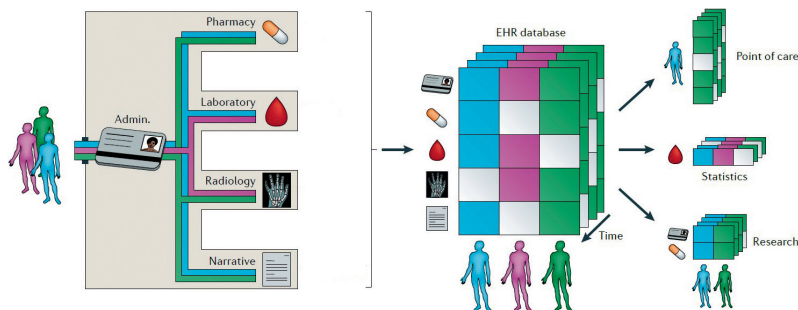 Pharmacy
Admin.
Laboratory
Radiology
Narrative
EHR database
Time
Point of care
Statistics
Research